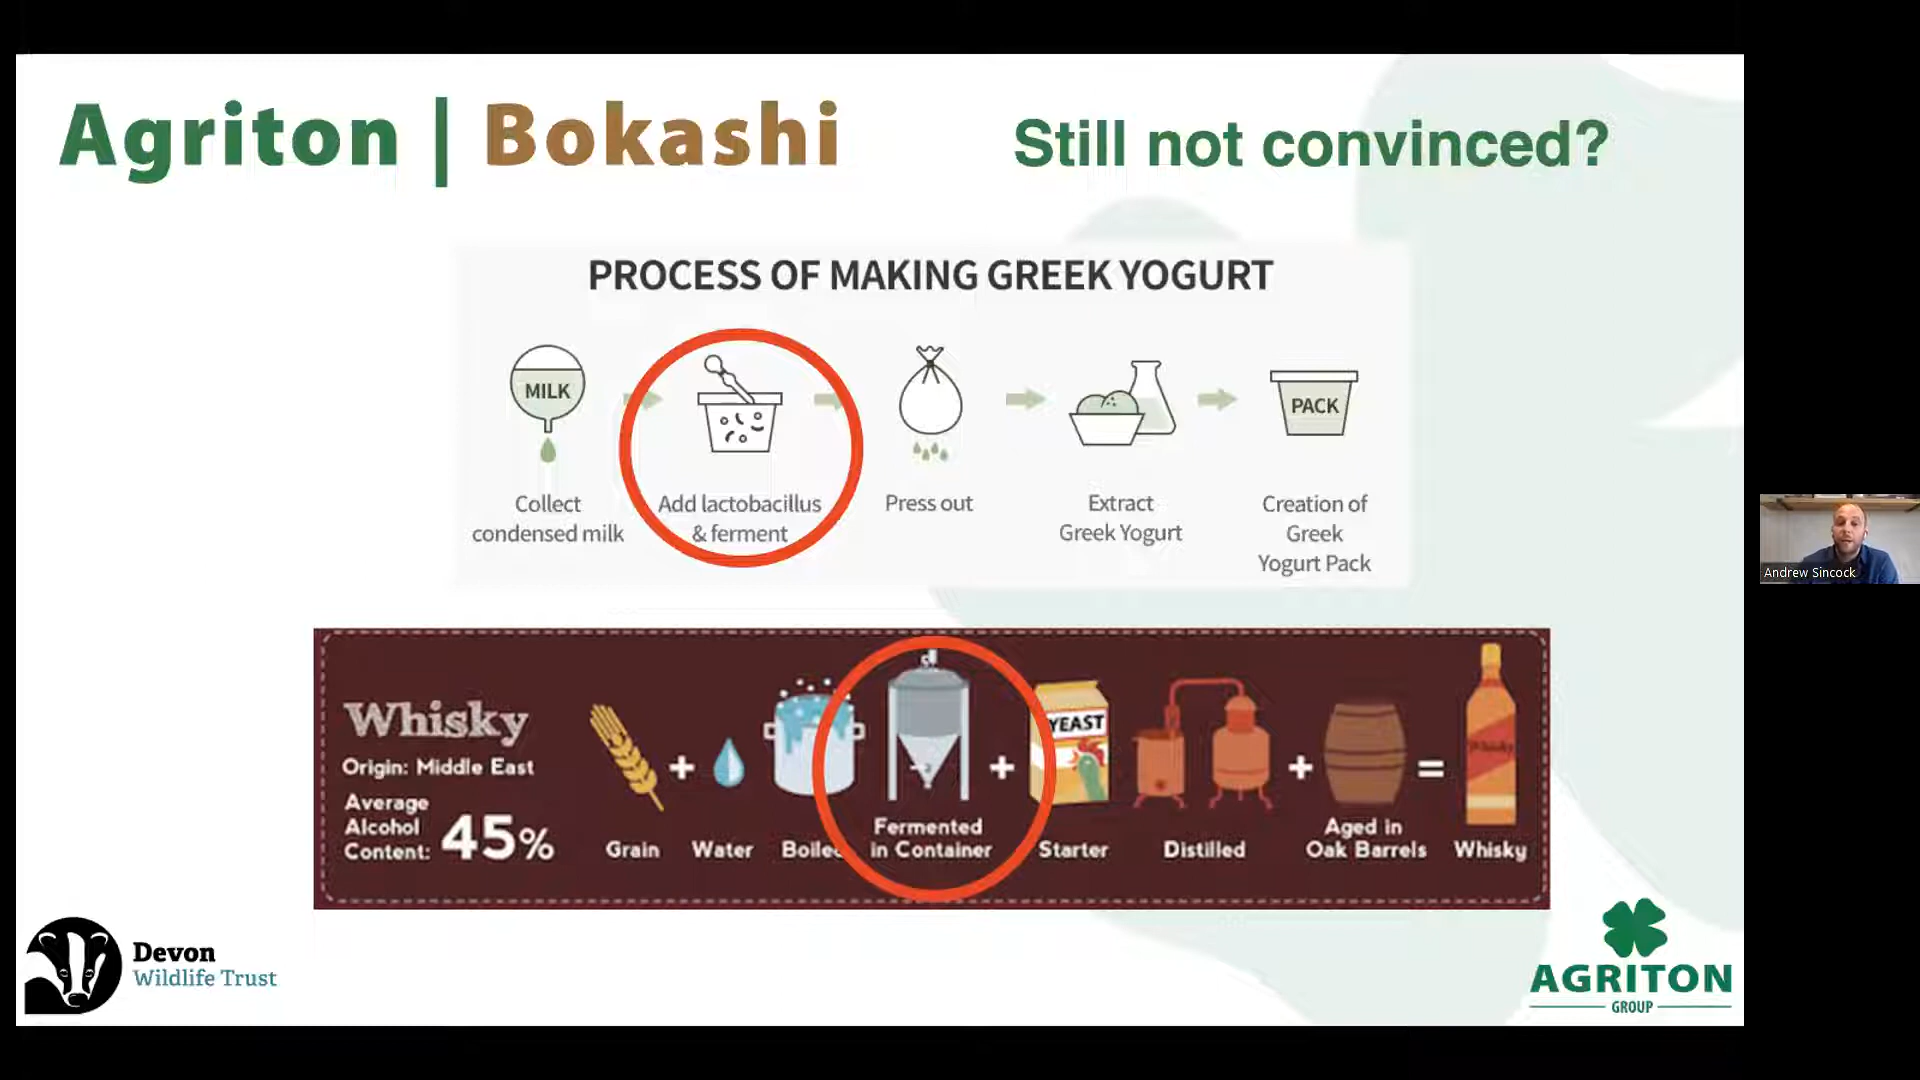 Agriton | Bokashi
Still not convinced?
PROCESS OF MAKING GREEK YOGURT
MILK
PACK
Collect
condensed milk
Add lactobacillus
& ferment
Press out
Extract
Greek Yogurt
Creation of
Greek
Yogurt Pack
Andrew Sincock
Whisky
Origin: Middle East
Average
Alcohol
Content: 45%
Grain
+
Water
Boiled
Fermented
in Container
+
YEAST
Starter
Distilled
+
Aged in
Oak Barrels
=
Whisky
Whisky
Devon
Wildlife Trust
AGRITON
GROUP